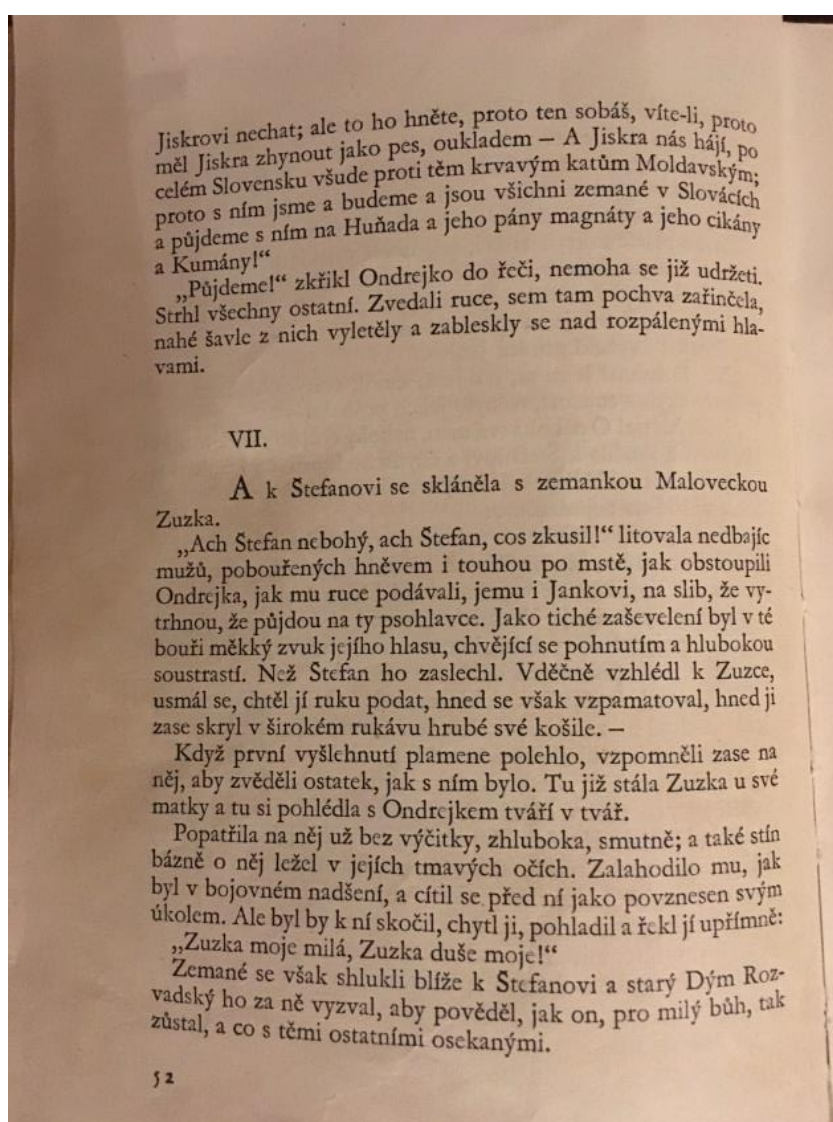 Jiskrovi nechat; ale to ho hněte, proto ten sobáš, víte-li, proto
měl Jiskra zhynout jako pes, oukladem — A Jiskra nás hájí, po
celém Slovensku všude proti těm krvavým katům Moldavským;
proto s ním jsme a budeme a jsou všichni zemané v Slovácích
a půjdeme s ním na Huňada a jeho pány magnáty a jeho cikány
a Kumány!“
„Půjdeme!“ zkřikl Ondrejko do řeči, nemoha se již udržeti.
Strhl všechny ostatní. Zvedali ruce, sem tam pochva zařinčela,
nahé šavle z nich vyletěly a zableskly se nad rozpálenými hla-
vami.
VII.
A k Štefanovi se skláněla s zemankou Maloveckou
Zuzka.
„Ach Štefan nebohý, ach Štefan, cos zkusil!“ litovala nedbajíc
mužů, pobouřených hněvem i touhou po mstě, jak obstoupili
Ondrejka, jak mu ruce podávali, jemu i Jankovi, na slib, že vy-
trhnou, že půjdou na ty psohlavce. Jako tiché zaševelení byl v té
bouři měkký zvuk jejího hlasu, chvějící se pohnutím a hlubokou
soustrastí. Než Štefan ho zaslechl. Vděčně vzhlédl k Zuzce,
usmál se, chtěl jí ruku podat, hned se však vzpamatoval, hned ji
zase skryl v širokém rukávu hrubé své košile. —
Když první vyšlehnutí plamene polehlo, vzpomněli zase na
něj, aby zvěděli ostatek, jak s ním bylo. Tu již stála Zuzka u své
matky a tu si pohlédla s Ondrejkem tváří v tvář.
Popatřila na něj už bez výčitky, zhluboka, smutně; a také stín
bázně o něj ležel v jejích tmavých očích. Zalahodilo mu, jak
byl v bojovném nadšení, a cítil se před ní jako povznesen svým
úkolem. Ale byl by k ní skočil, chytl ji, pohladil a řekl jí upřímně:
„Zuzka moje milá, Zuzka duše moje!“
Zemané se však shlukli blíže k Štefanovi a starý Dým Roz-
vadský ho za ně vyzval, aby pověděl, jak on, pro milý bůh, tak
zůstal, a co s těmi ostatními osekanými.
52